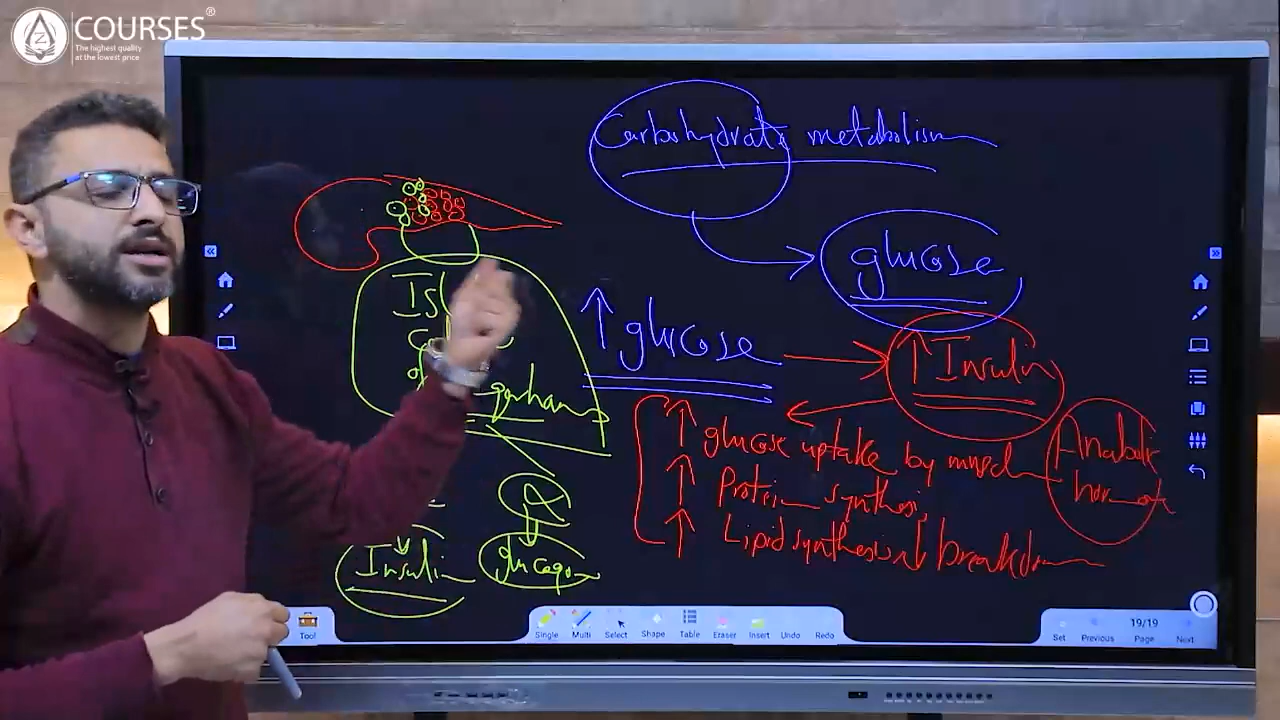 COURSES®
The highest quality
at the lowest price
Carbohydrate metabolism
glucose
↑ glucose
↑ Insulin
↑ glucose uptake by muscle
↑ Protein synthesis
↑ Lipid synthesis & breakdown
Anabolic
hormone
of
α
Insulin
glucagon
Tool
Single
Multi
Select
Shape
Table
Eraser
Insert
Undo
Redo
Set
Previous
19/19
Page
Next